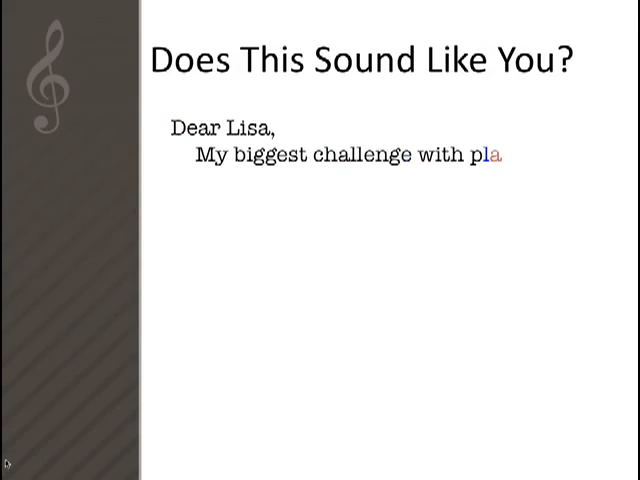 Does This Sound Like You?
Dear Lisa,
My biggest challenge with pla